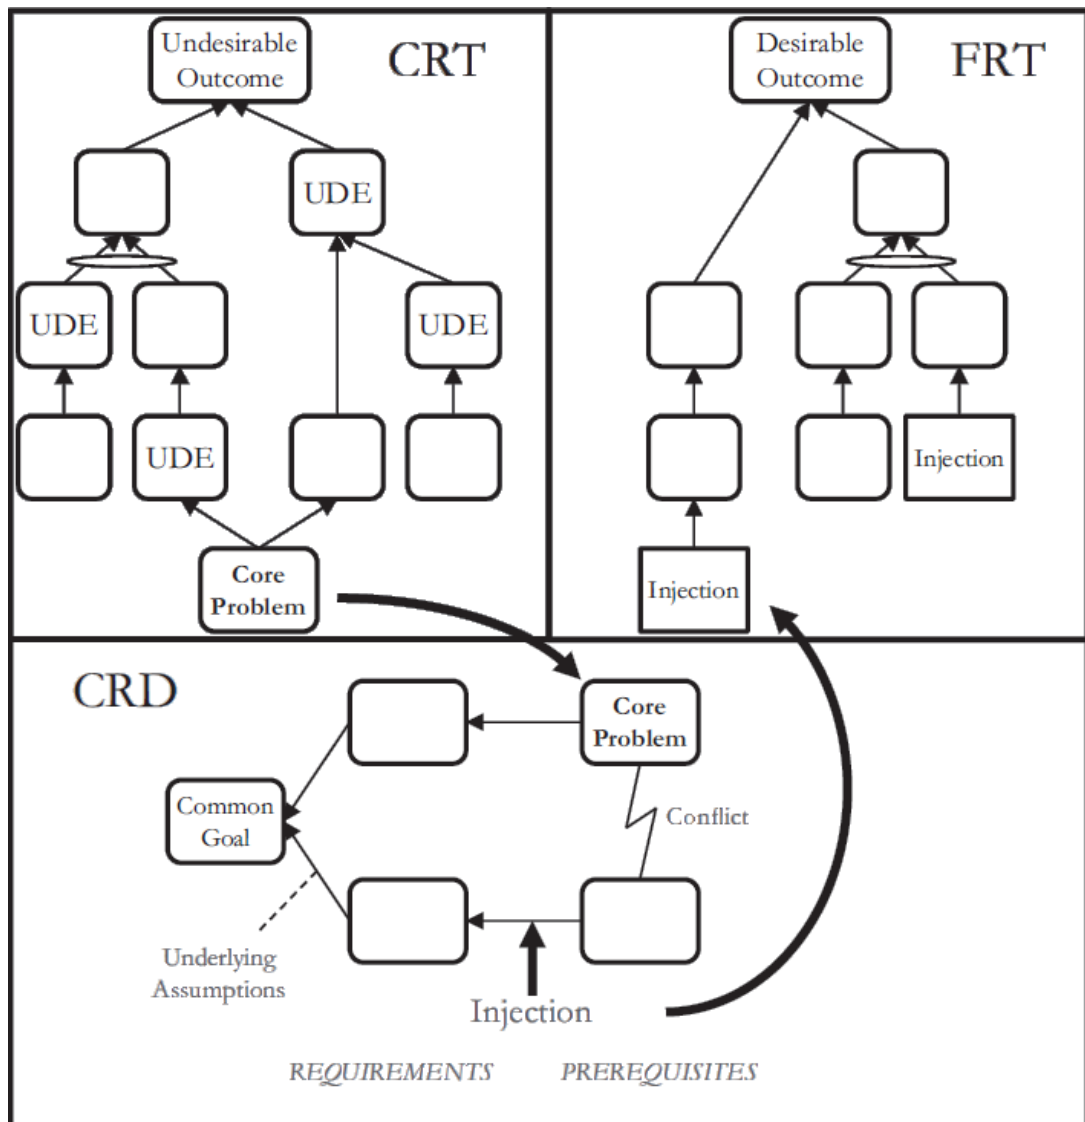 Undesirable
Outcome
CRT
UDE
UDE
UDE
UDE
Core
Problem
Desirable
Outcome
FRT
Injection
Injection
CRD
Core
Problem
Common
Goal
Conflict
Underlying
Assumptions
Injection
REQUIREMENTS
PREREQUISITES